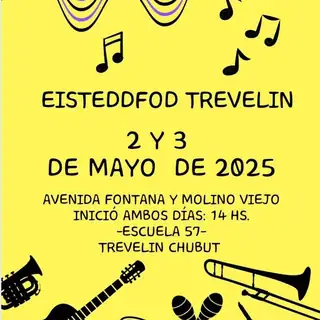 EISTEDDFOD TREVELIN
2 Y 3
DE MAYO DE 2025
AVENIDA FONTANA Y MOLINO VIEJO
INICIÓ AMBOS DÍAS: 14 HS.
-ESCUELA 57-
TREVELIN CHUBUT